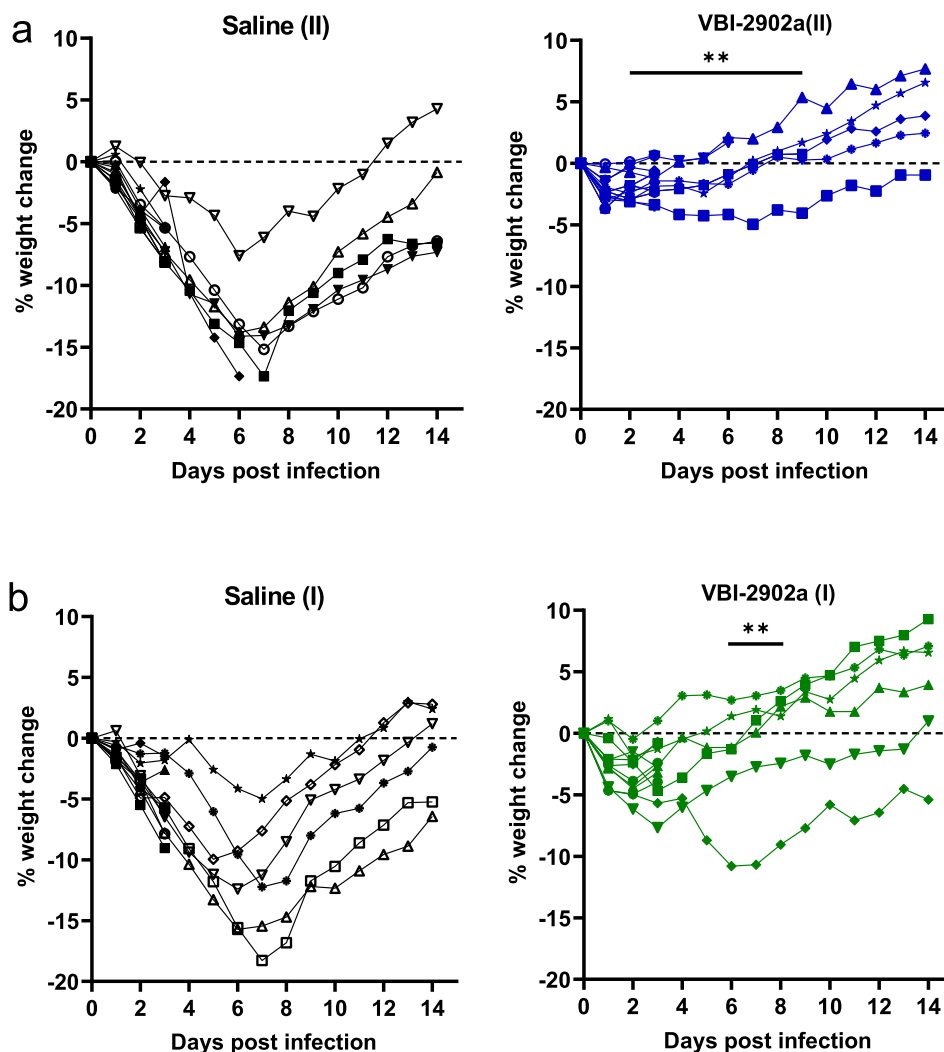 a
Saline (II)
10
5
0
-5
-10
-15
-20
% weight change
0 2 4 6 8 10 12 14
Days post infection
VBI-2902a(II)
**
10
5
0
-5
-10
-15
-20
% weight change
0 2 4 6 8 10 12 14
Days post infection
b
Saline (I)
10
5
0
-5
-10
-15
-20
% weight change
0 2 4 6 8 10 12 14
Days post infection
VBI-2902a (I)
**
10
5
0
-5
-10
-15
-20
% weight change
0 2 4 6 8 10 12 14
Days post infection